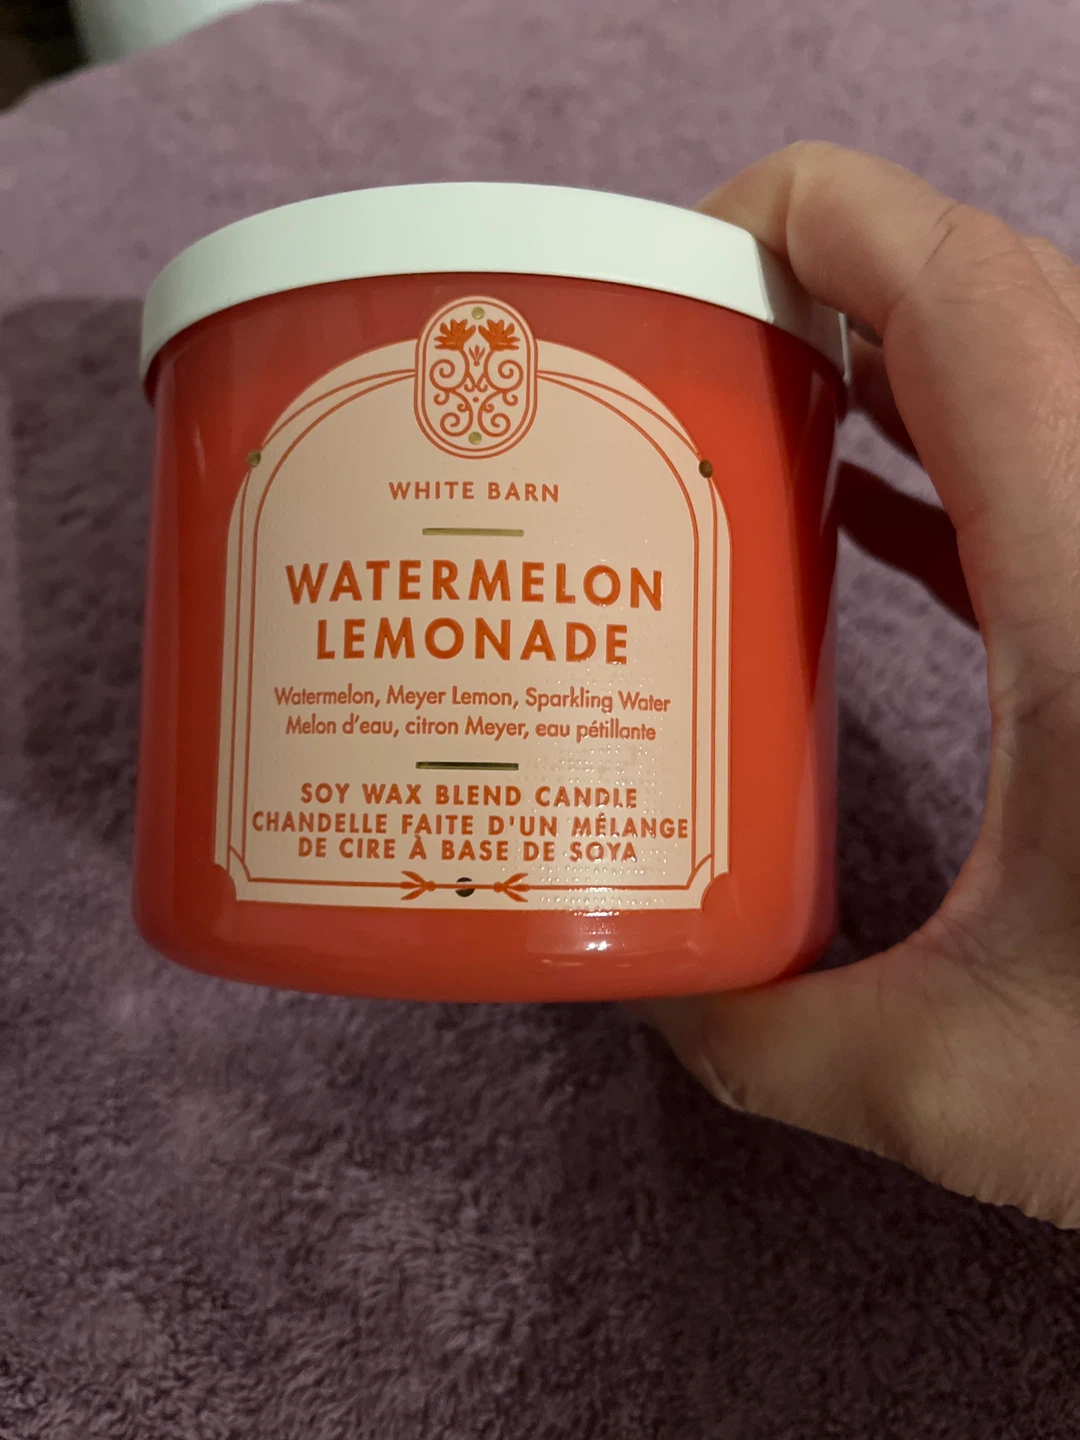 WHITE BARN
WATERMELON
LEMONADE
Watermelon, Meyer Lemon, Sparkling Water
Melon d'eau, citron Meyer, eau pétillante
SOY WAX BLEND CANDLE
CHANDELLE FAITE D'UN MÉLANGE
DE CIRE À BASE DE SOYA